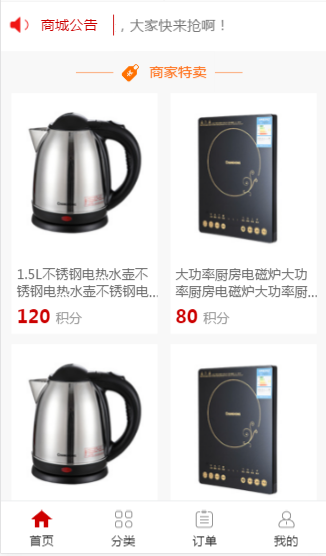 商城公告 ，大家快来抢啊！
商家特卖
1.5L不锈钢电热水壶不
锈钢电热水壶不锈钢电...
120 积分
大功率厨房电磁炉大功
率厨房电磁炉大功率厨...
80 积分
首页
分类
订单
我的